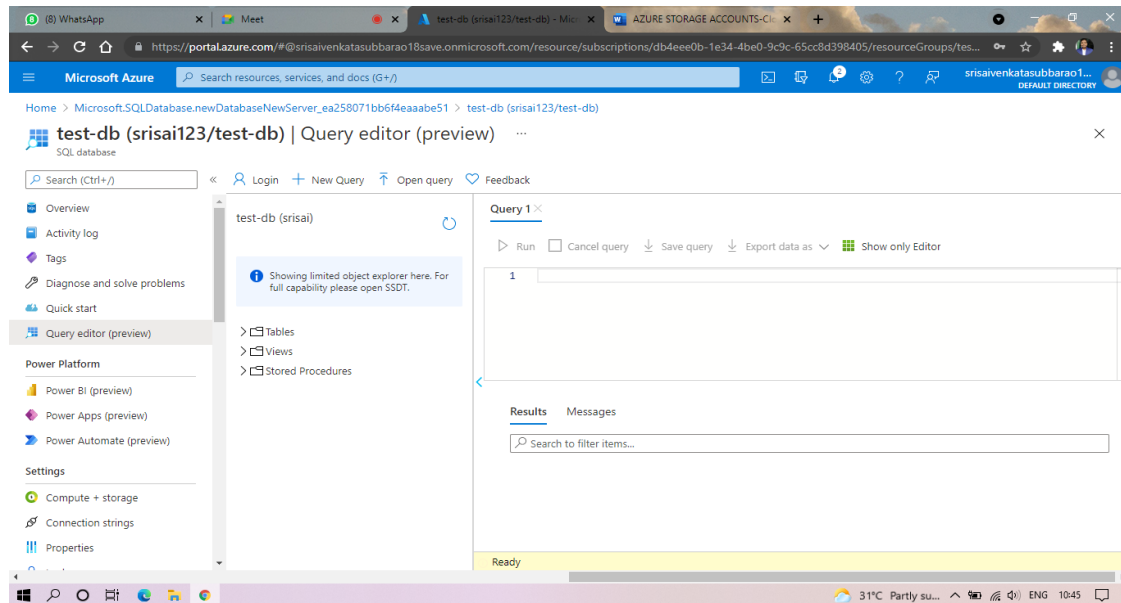 (8) WhatsApp
Meet
test-db (srisai123/test-db) - Micr
AZURE STORAGE ACCOUNTS-Clo
https://portal.azure.com/#@srisaivenkatasubbarao18save.onmicrosoft.com/resource/subscriptions/db4eee0b-1e34-4be0-9c9c-65cc8d398405/resourceGroups/tes...
Microsoft Azure
Search resources, services, and docs (G+/)
2
srisaivenkatasubbarao1...
DEFAULT DIRECTORY
Home > Microsoft.SQLDatabase.newDatabaseNewServer_ea258071bb6f4eaaabe51 > test-db (srisai123/test-db)
test-db (srisai123/test-db) | Query editor (preview) ...
SQL database
Search (Ctrl+/)
Overview
Activity log
Tags
Diagnose and solve problems
Quick start
Query editor (preview)
Power Platform
Power BI (preview)
Power Apps (preview)
Power Automate (preview)
Settings
Compute + storage
Connection strings
Properties
Login
New Query
Open query
Feedback
test-db (srisai)
Showing limited object explorer here. For
full capability please open SSDT.
Tables
Views
Stored Procedures
Query 1
Run
Cancel query
Save query
Export data as
Show only Editor
1
Results
Messages
Search to filter items...
Ready
31°C Partly su...
ENG
10:45